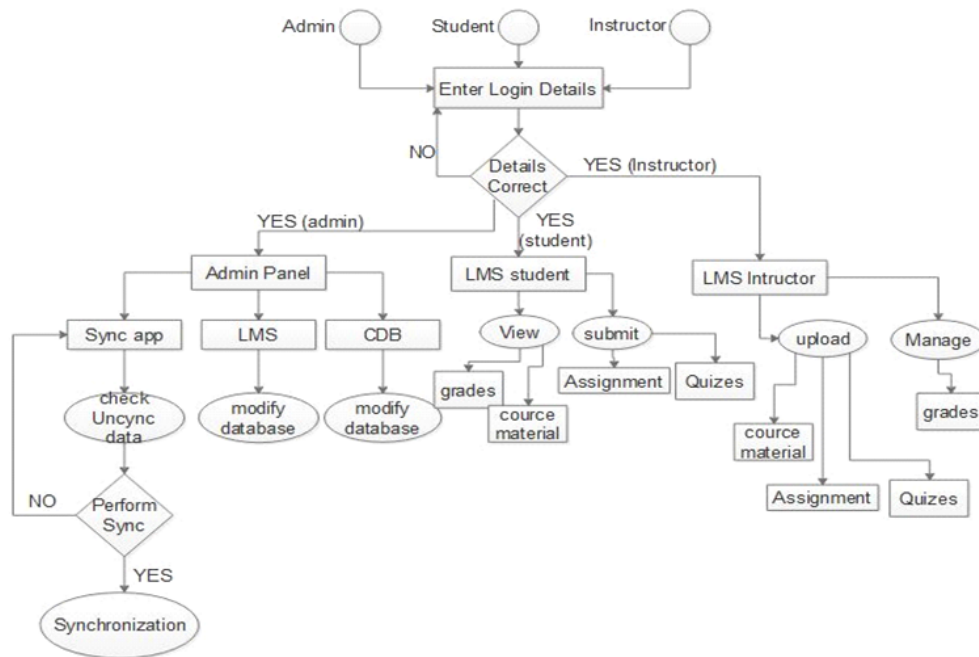 Admin
Student
Instructor
Enter Login Details
NO
Details
Correct
YES (Instructor)
YES (admin)
YES
(student)
Admin Panel
LMS student
LMS Intructor
Sync app
LMS
CDB
View
submit
upload
Manage
check
Uncync
data
modify
database
modify
database
grades
cource
material
Assignment
Quizes
cource
material
grades
Assignment
Quizes
NO
Perform
Sync
YES
Synchronization